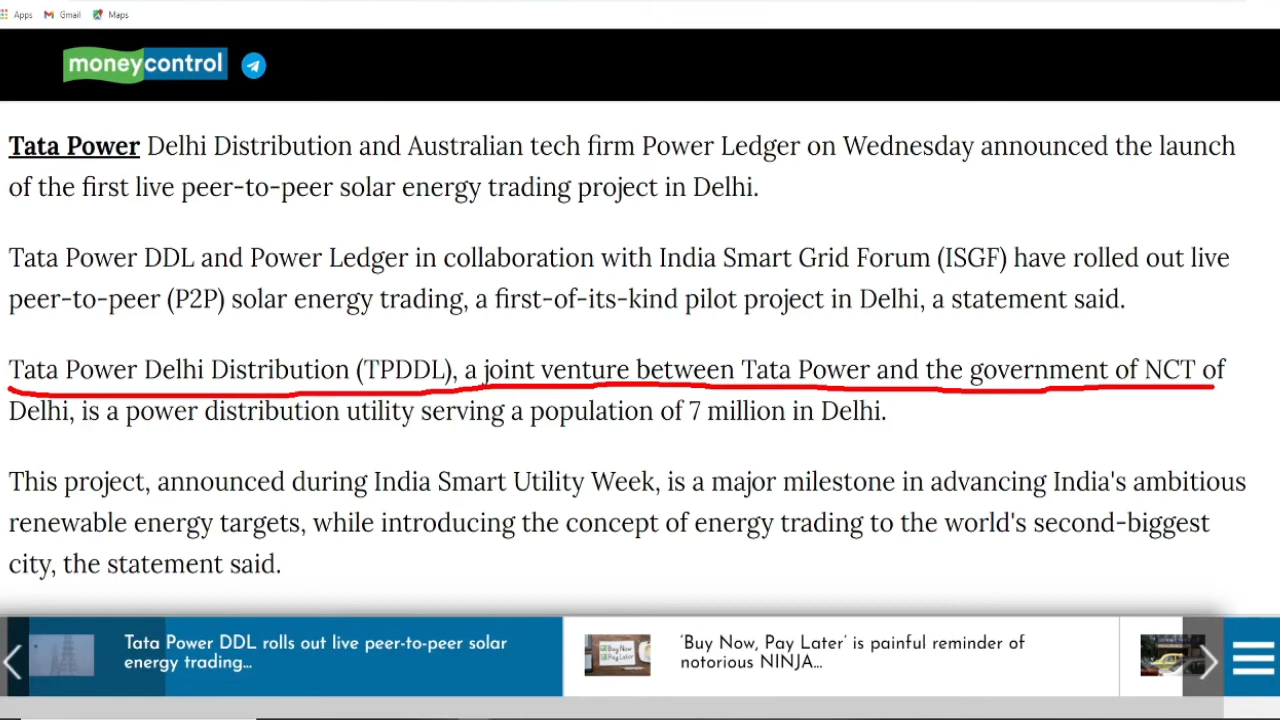 Apps Gmail Maps
moneycontrol
Tata Power Delhi Distribution and Australian tech firm Power Ledger on Wednesday announced the launch
of the first live peer-to-peer solar energy trading project in Delhi.
Tata Power DDL and Power Ledger in collaboration with India Smart Grid Forum (ISGF) have rolled out live
peer-to-peer (P2P) solar energy trading, a first-of-its-kind pilot project in Delhi, a statement said.
Tata Power Delhi Distribution (TPDDL), a joint venture between Tata Power and the government of NCT of
Delhi, is a power distribution utility serving a population of 7 million in Delhi.
This project, announced during India Smart Utility Week, is a major milestone in advancing India's ambitious
renewable energy targets, while introducing the concept of energy trading to the world's second-biggest
city, the statement said.
Tata Power DDL rolls out live peer-to-peer solar
energy trading...
Buy Now
Pay Later
‘Buy Now, Pay Later’ is painful reminder of
notorious NINJA...